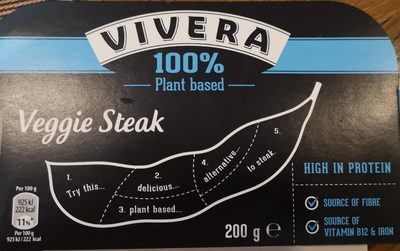 VIVERA
100%
Plant based
Veggie Steak
1.
Try this...
2.
delicious...
3. plant based...
4.
alternative...
5.
to steak.
HIGH IN PROTEIN
SOURCE OF FIBRE
SOURCE OF
VITAMIN B12 & IRON
Per 100 g
925 kJ
222 kcal
11%*
Per 100 g
925 kJ / 222 kcal
200 g ℮